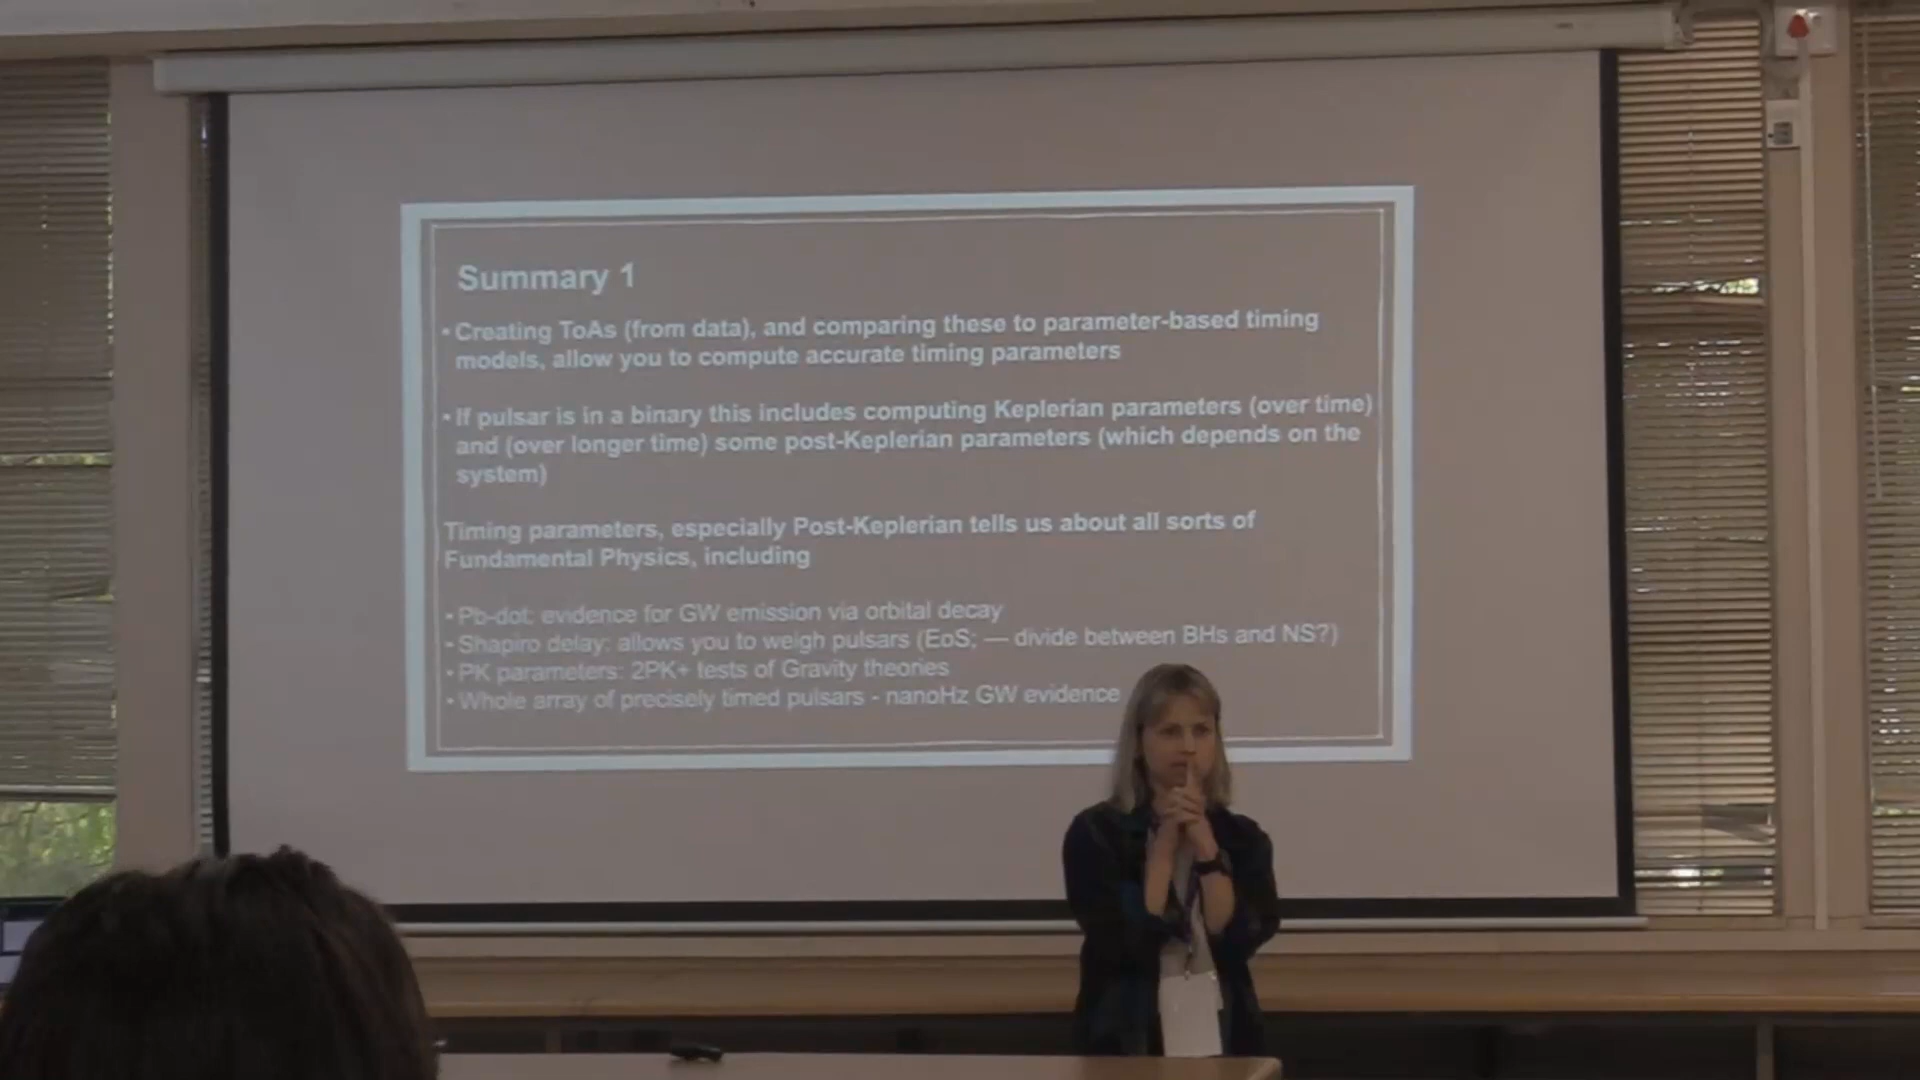 Summary 1
• Creating ToAs (from data), and comparing these to parameter-based timing
models, allow you to compute accurate timing parameters
• If pulsar is in a binary this includes computing Keplerian parameters (over time)
and (over longer time) some post-Keplerian parameters (which depends on the
system)
Timing parameters, especially Post-Keplerian tells us about all sorts of
Fundamental Physics, including
• Pb-dot: evidence for GW emission via orbital decay
• Shapiro delay: allows you to weigh pulsars (EoS; — divide between BHs and NS?)
• PK parameters: 2PK+ tests of Gravity theories
• Whole array of precisely timed pulsars - nanoHz GW evidence